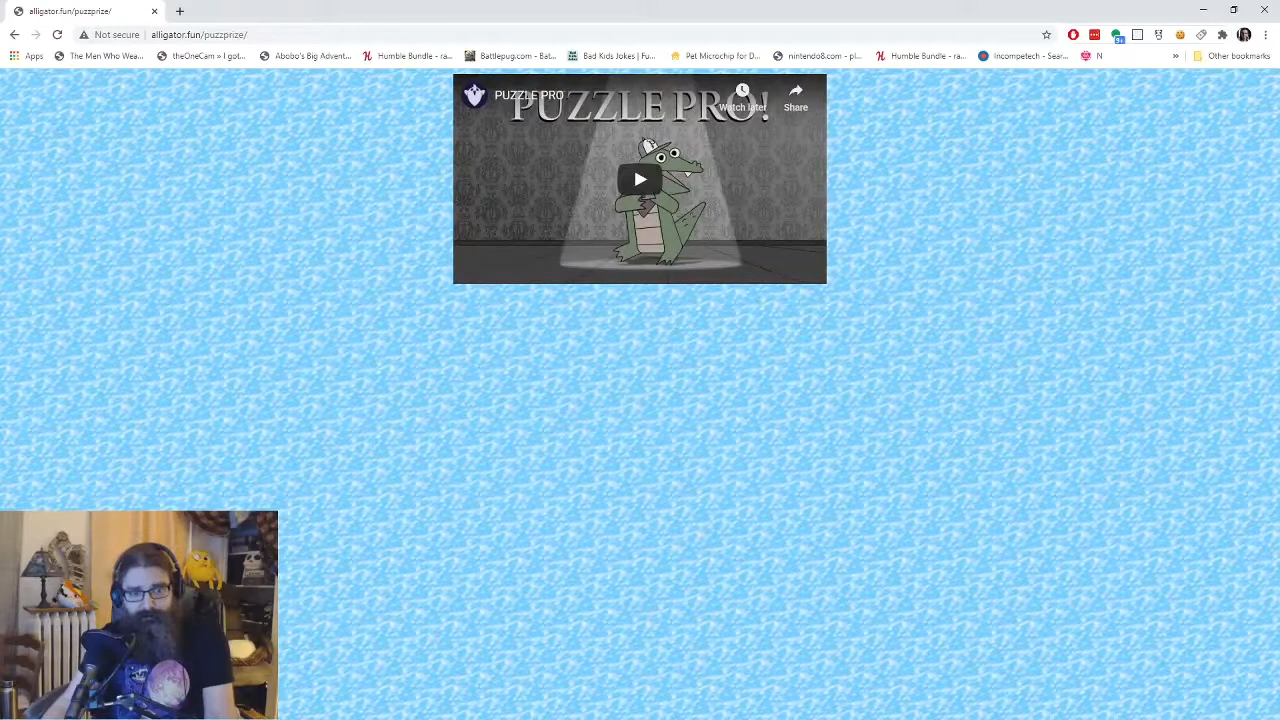 alligator.fun/puzzprize/
Not secure
alligator.fun/puzzprize/
Apps
The Men Who Wea...
theOneCam » I got...
Abobo's Big Advent...
Humble Bundle - ra...
Battlepug.com - Bat...
Bad Kids Jokes | Fu...
Pet Microchip D...
nintendo8.com - pl...
Humble Bundle - ra...
Incompetech - Sear...
N
»
Other bookmarks
PUZZLE PRO
PUZZLE PRO!
Watch later
Share